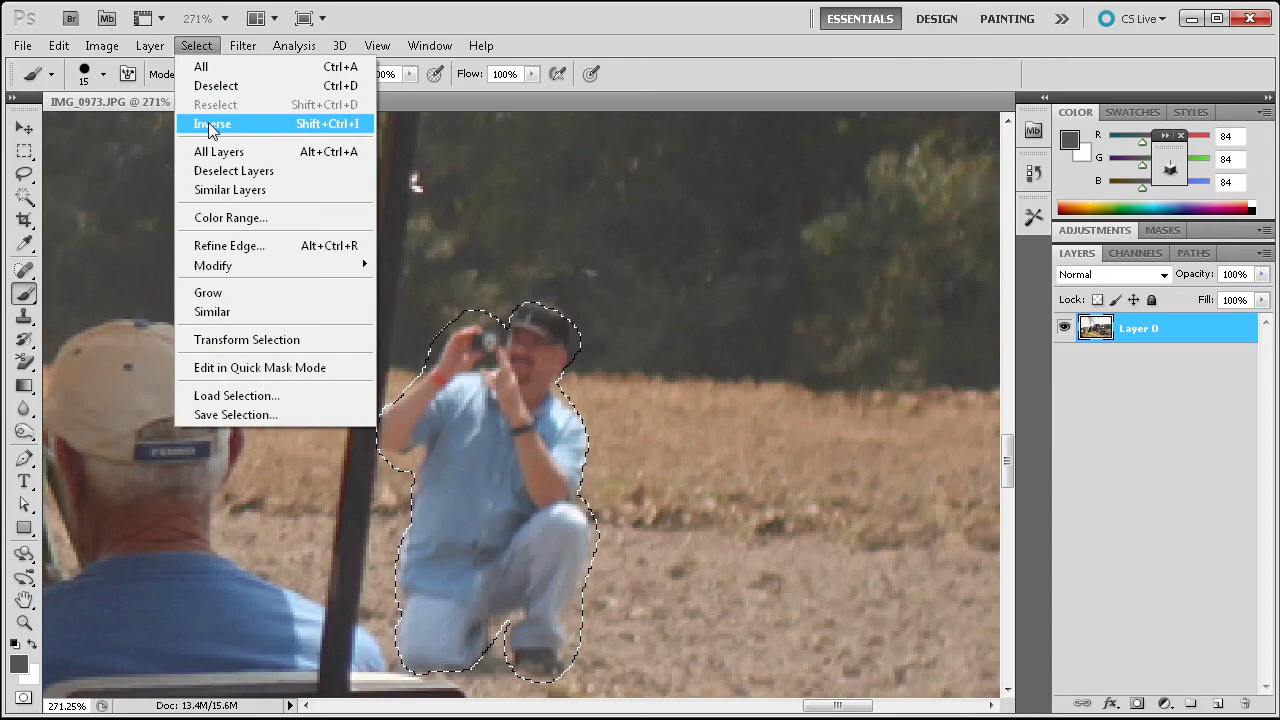 Ps Br Mb 271% ESSENTIALS DESIGN PAINTING CS Live
File Edit Image Layer Select Filter Analysis 3D View Window Help
15 Mode 00% Flow: 100%
IMG_0973.JPG @ 271%
All Ctrl+A
Deselect Ctrl+D
Reselect Shift+Ctrl+D
Inverse Shift+Ctrl+I
All Layers Alt+Ctrl+A
Deselect Layers
Similar Layers
Color Range...
Refine Edge... Alt+Ctrl+R
Modify
Grow
Similar
Transform Selection
Edit in Quick Mask Mode
Load Selection...
Save Selection...
T
Mb
COLOR SWATCHES STYLES
R 84
G 84
B 84
ADJUSTMENTS MASKS
LAYERS CHANNELS PATHS
Normal Opacity: 100%
Lock: Fill: 100%
Layer 0
fx
271.25% Doc: 13.4M/15.6M